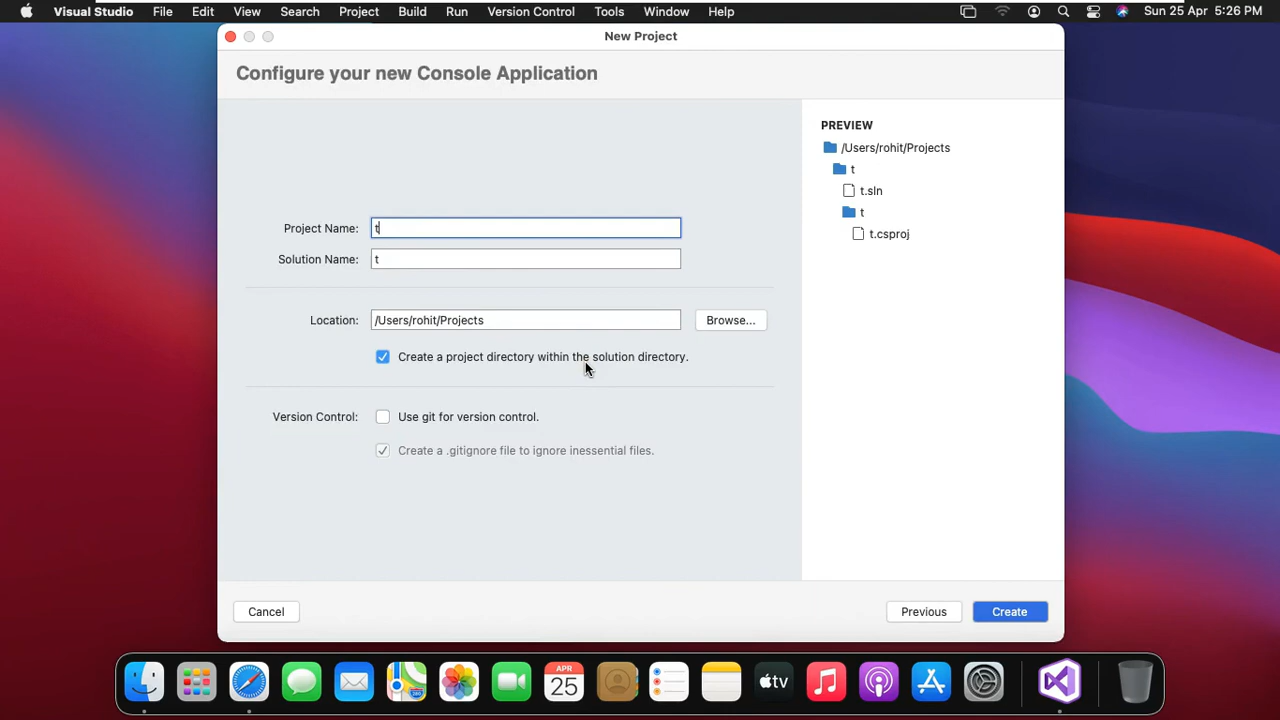 Visual Studio File Edit View Search Project Build Run Version Control Tools Window Help Sun 25 Apr 5:26 PM
New Project
Configure your new Console Application
PREVIEW
/Users/rohit/Projects
t
t.sln
t
t.csproj
Project Name: t
Solution Name: t
Location: /Users/rohit/Projects Browse...
Create a project directory within the solution directory.
Version Control: Use git for version control.
Create a .gitignore file to ignore inessential files.
Cancel Previous Create
APR
25
tv